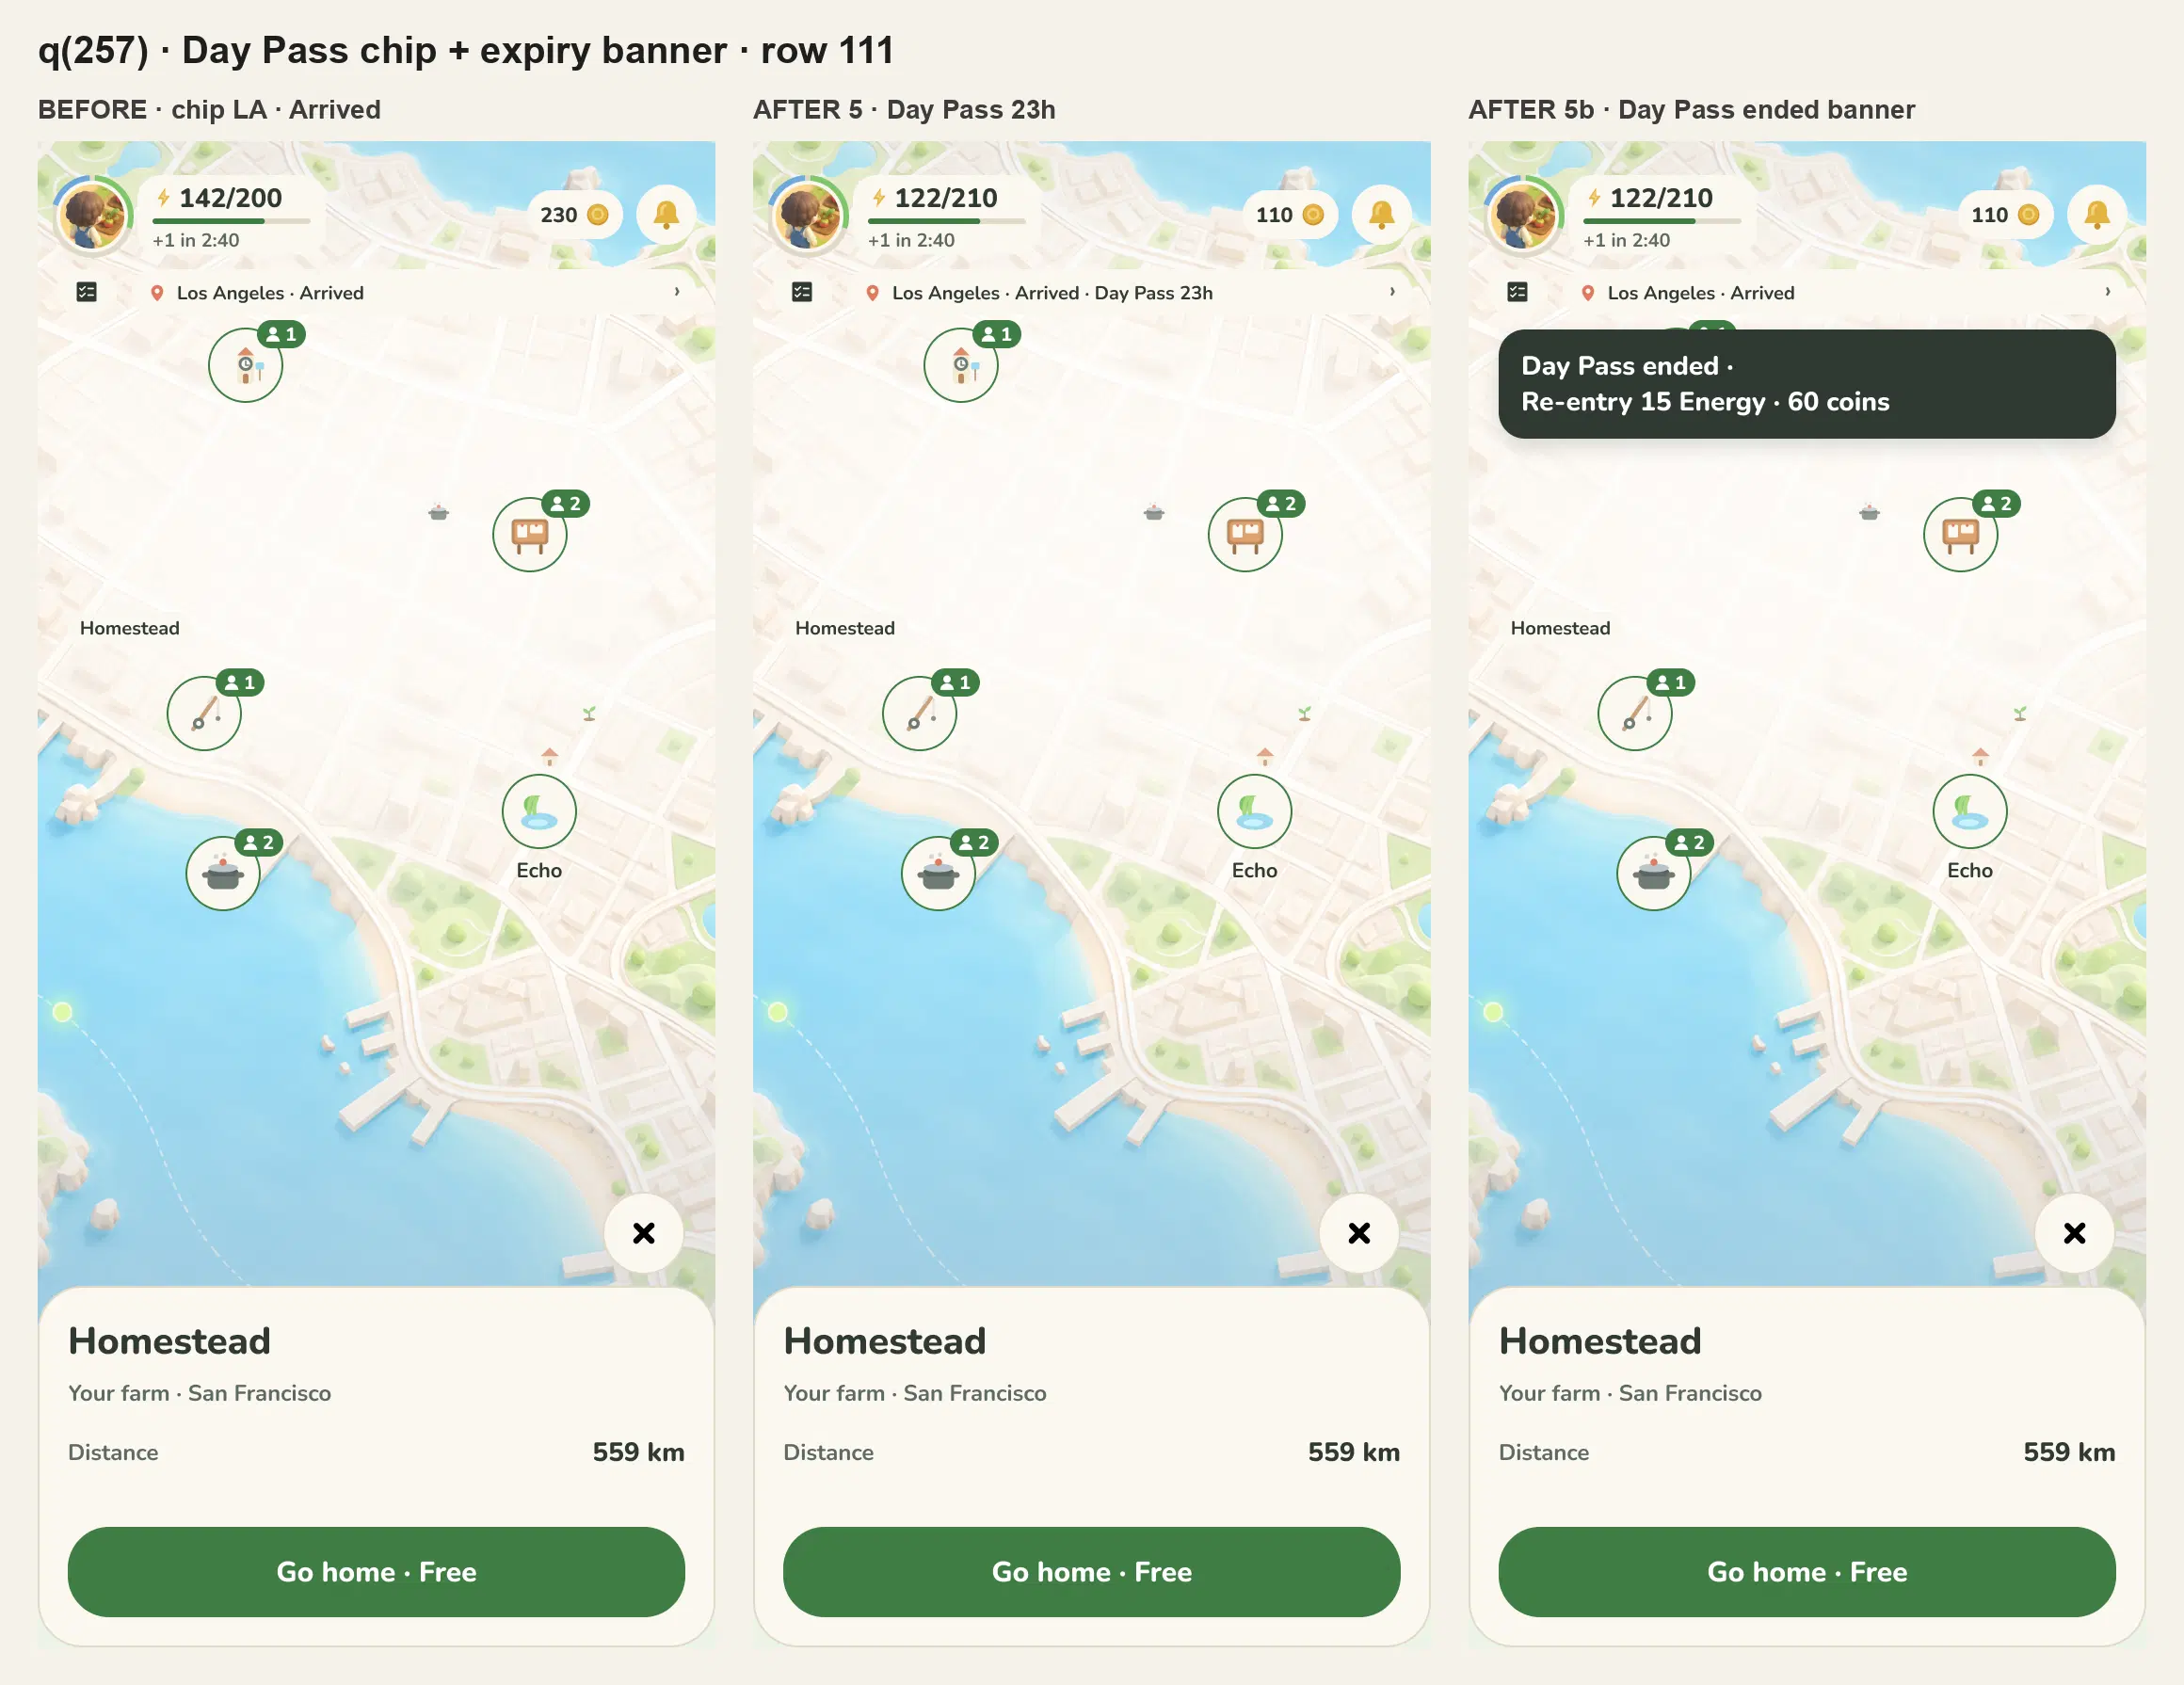 q(257) · Day Pass chip + expiry banner · row 111
BEFORE · chip LA · Arrived
142/200
+1 in 2:40
230
Los Angeles · Arrived
›
1
2
Homestead
1
Echo
2
Homestead
Your farm · San Francisco
Distance
559 km
Go home · Free
AFTER 5 · Day Pass 23h
122/210
+1 in 2:40
110
Los Angeles · Arrived · Day Pass 23h
›
1
2
Homestead
1
Echo
2
Homestead
Your farm · San Francisco
Distance
559 km
Go home · Free
AFTER 5b · Day Pass ended banner
122/210
+1 in 2:40
110
Los Angeles · Arrived
›
Day Pass ended ·
Re-entry 15 Energy · 60 coins
2
Homestead
1
Echo
2
Homestead
Your farm · San Francisco
Distance
559 km
Go home · Free